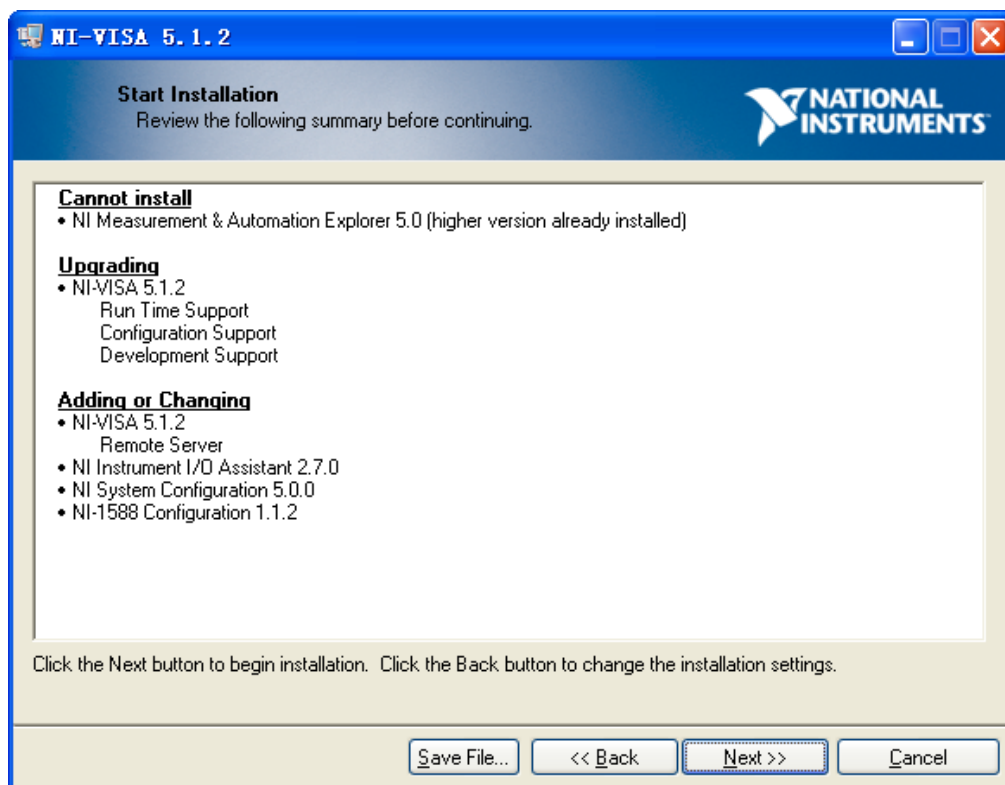 NI-VISA 5.1.2
Start Installation
Review the following summary before continuing.
NATIONAL
INSTRUMENTS
Cannot install
• NI Measurement & Automation Explorer 5.0 (higher version already installed)
Upgrading
• NI-VISA 5.1.2
Run Time Support
Configuration Support
Development Support
Adding or Changing
• NI-VISA 5.1.2
Remote Server
• NI Instrument I/O Assistant 2.7.0
• NI System Configuration 5.0.0
• NI-1588 Configuration 1.1.2
Click the Next button to begin installation.  Click the Back button to change the installation settings.
Save File... << Back Next >> Cancel